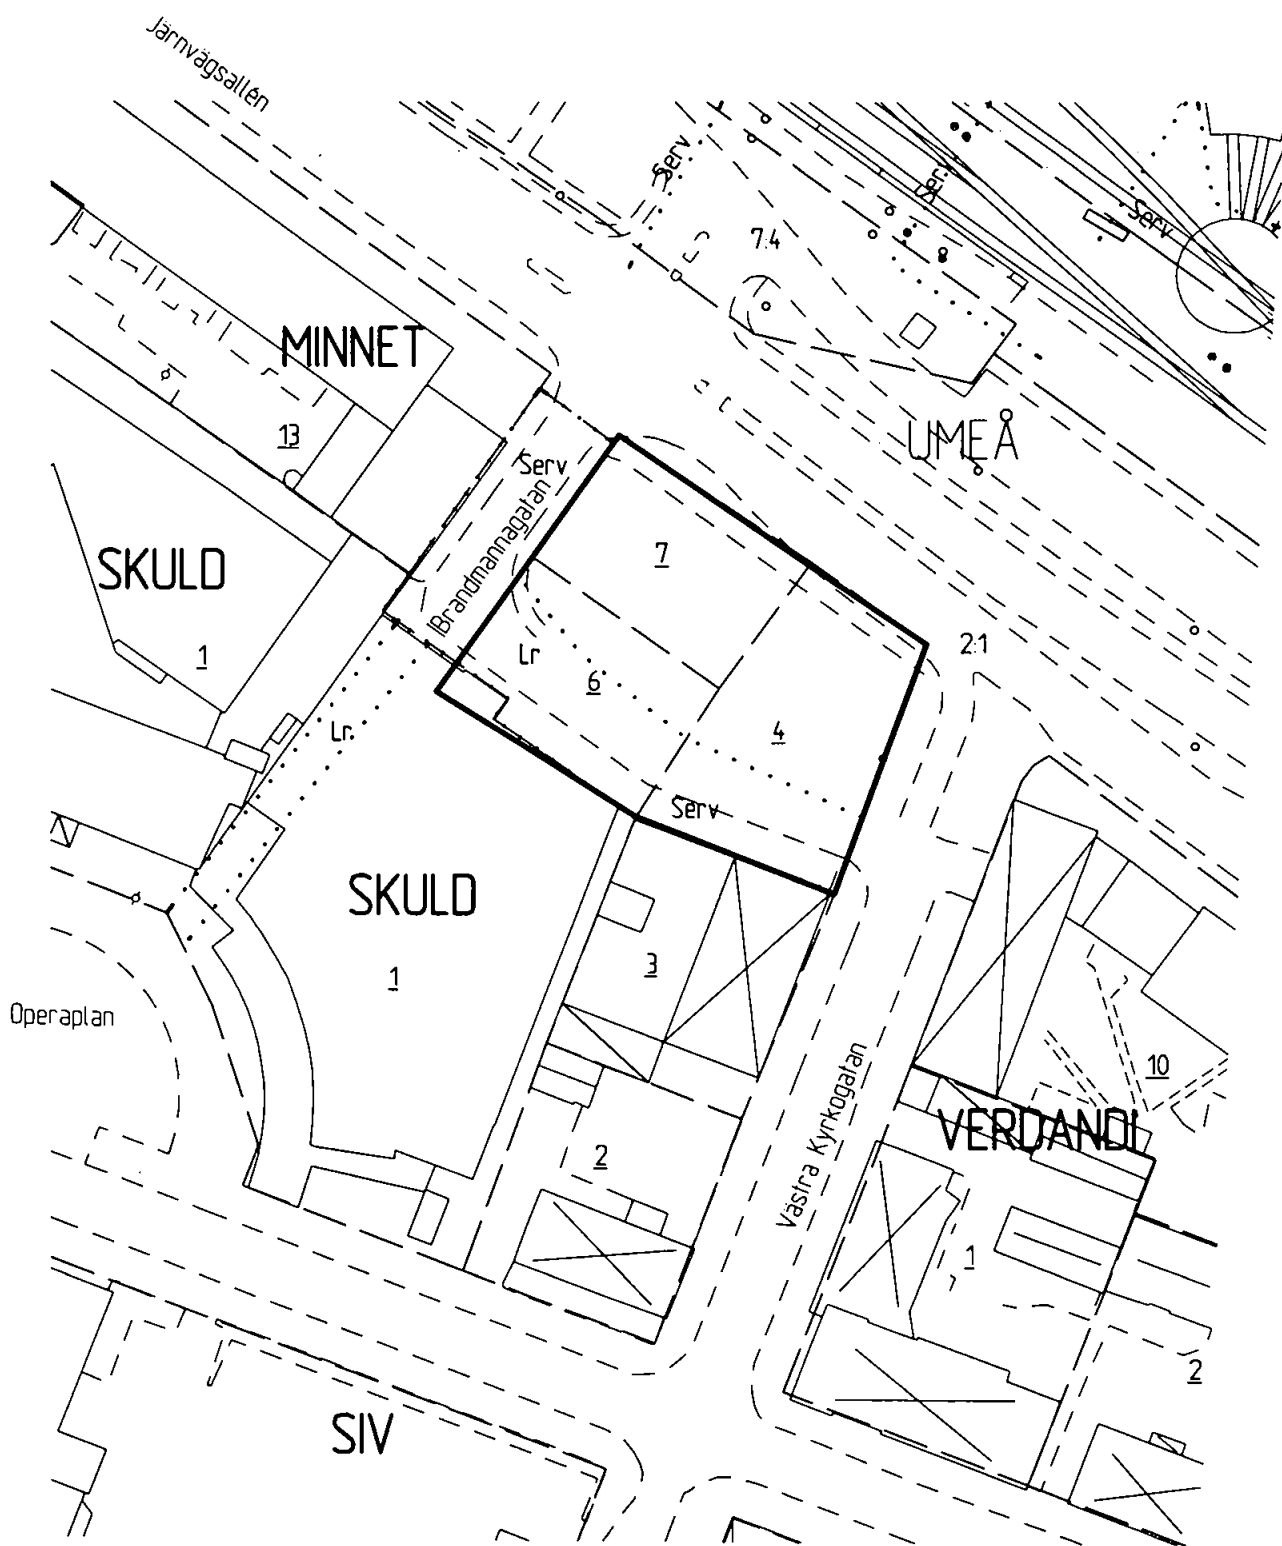 Järnvägsallén
Serv
Serv
Serv
7:4
MINNET
13
UMEÅ
Serv
Brandmannagatan
7
SKULD
1
Lr
6
2:1
Lr
4
Serv
SKULD
1
3
Operaplan
10
VERDANDI
Västra Kyrkogatan
2
1
2
SIV